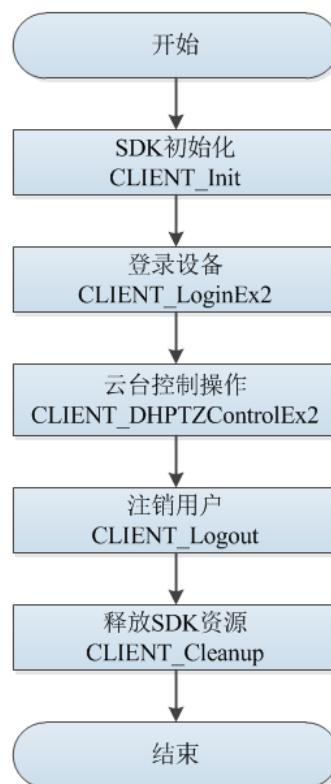 开始
SDK初始化
CLIENT_Init
登录设备
CLIENT_LoginEx2
云台控制操作
CLIENT_DHPTZControlEx2
注销用户
CLIENT_Logout
释放SDK资源
CLIENT_Cleanup
结束